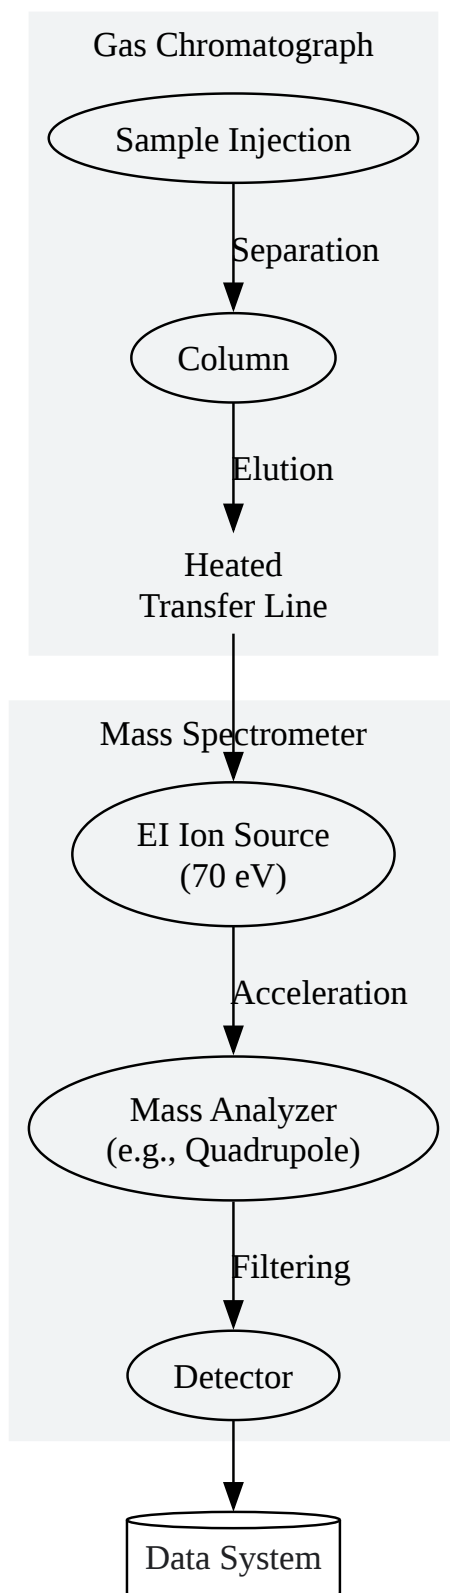 Gas Chromatograph
Sample Injection
Separation
Column
Elution
Heated
Transfer Line
Mass Spectrometer
EI Ion Source
(70 eV)
Acceleration
Mass Analyzer
(e.g., Quadrupole)
Filtering
Detector
Data System